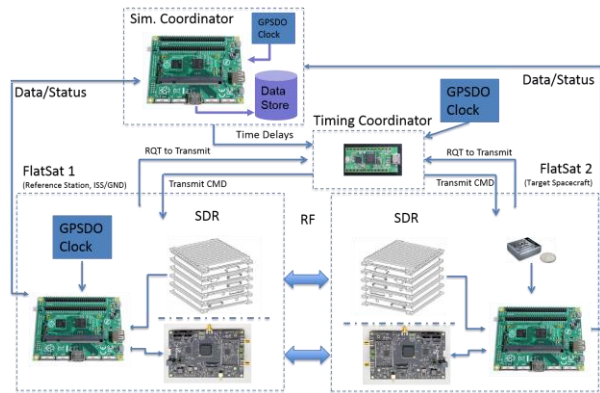 Sim. Coordinator
GPSDO
Clock
Data
Store
Data/Status
Data/Status
GPSDO
Clock
Timing Coordinator
Time Delays
RQT to Transmit
RQT to Transmit
FlatSat 1
(Reference Station, ISS/GND)
FlatSat 2
(Target Spacecraft)
Transmit CMD
Transmit CMD
GPSDO
Clock
SDR
RF
SDR